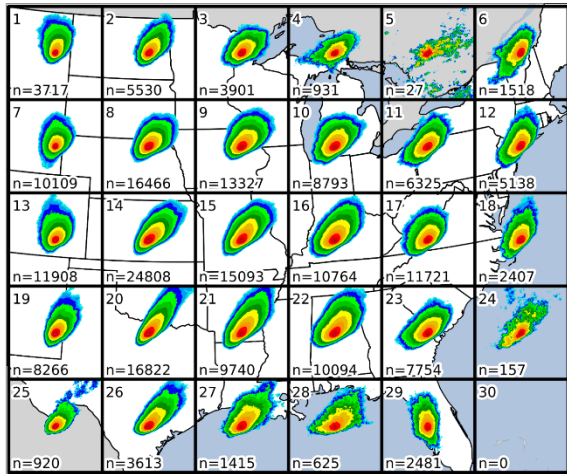 1 2 3 4 5 6
n=3717 n=5530 n=3901 n=931 n=27 n=1518
7 8 9 10 11 12
n=10109 n=16466 n=13327 n=8793 n=6325 n=5138
13 14 15 16 17 18
n=11908 n=24808 n=15093 n=10764 n=11721 n=2407
19 20 21 22 23 24
n=8266 n=16822 n=9740 n=10094 n=7754 n=157
25 26 27 28 29 30
n=920 n=3613 n=1415 n=625 n=2481 n=0